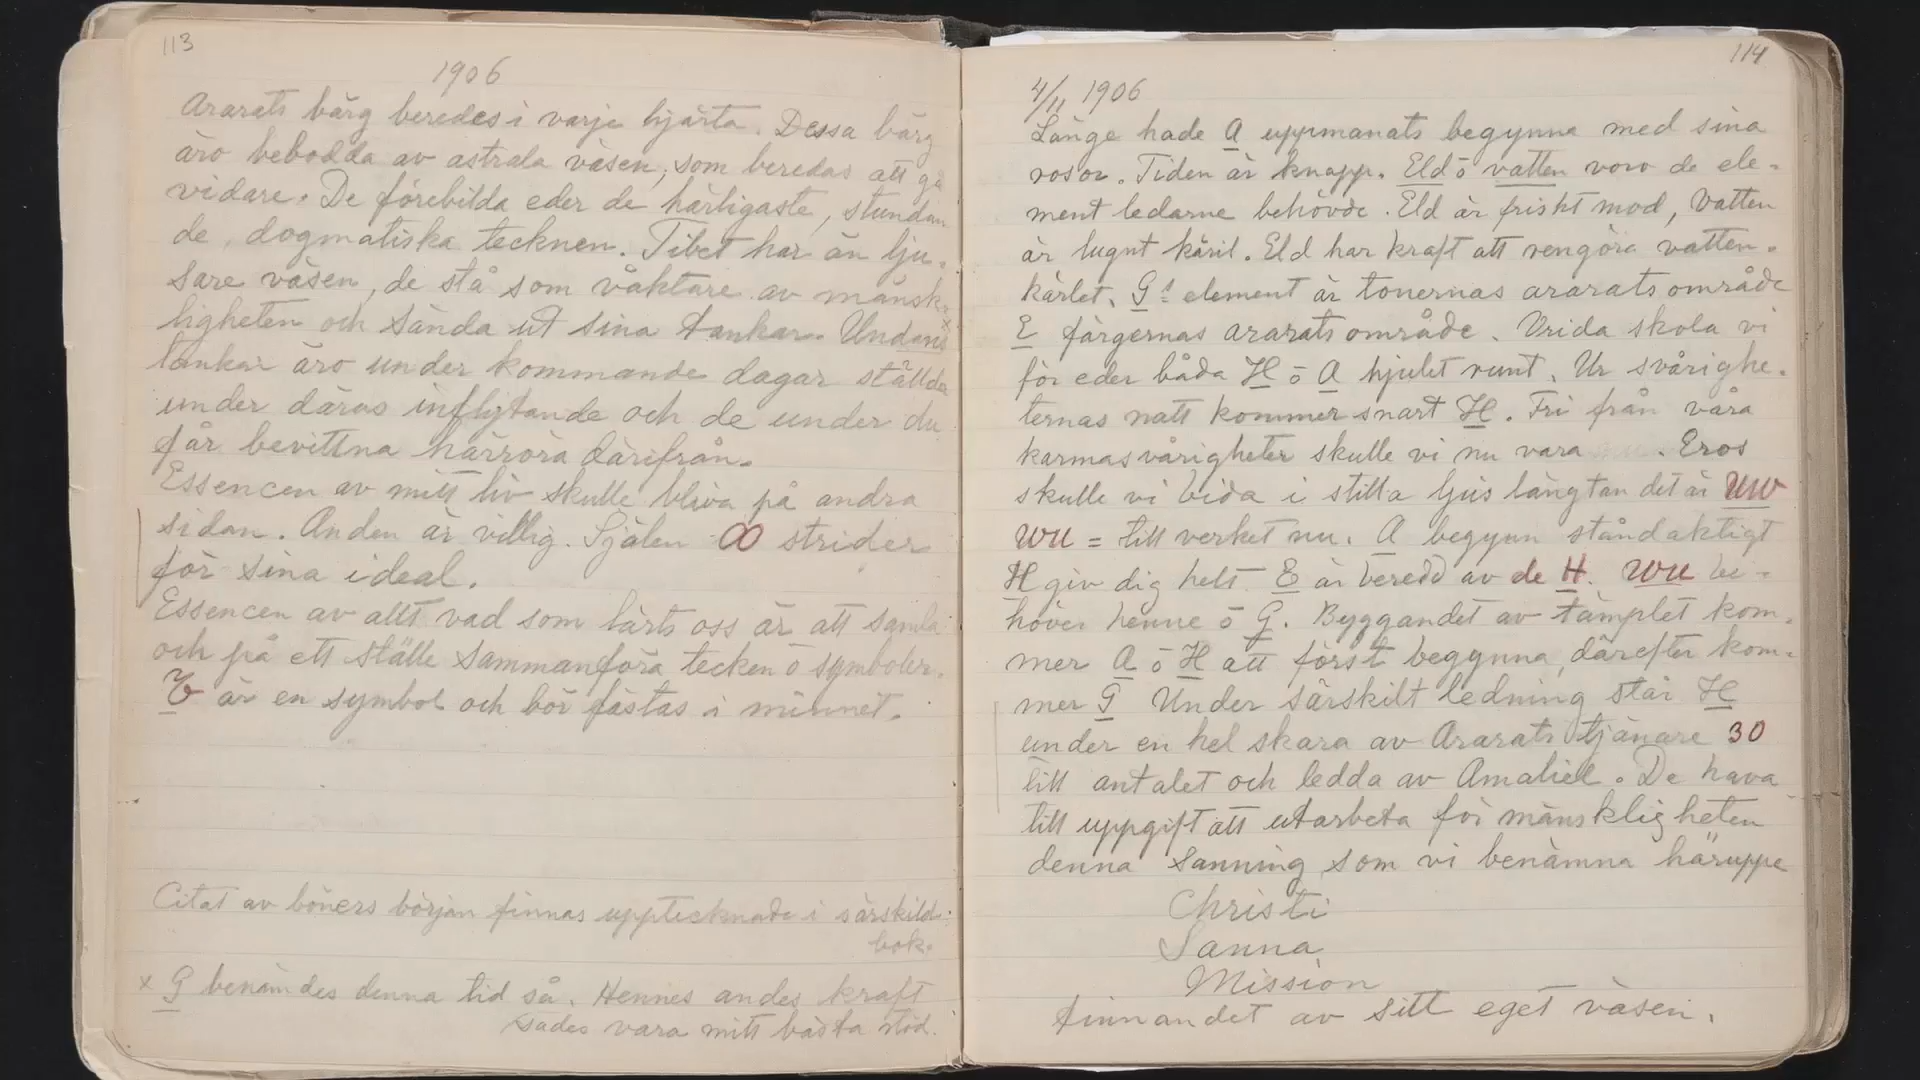 113
1906
Ararats bärg beredes i varje hjärta. Dessa bärg
äro bebodda av astrala väsen, som beredas att gå
vidare. De förebilda eder de härligaste, stundan
de, dogmatiska tecknen. Tibet har än lju-
sare väsen, de stå som väktare av mänsk-
ligheten och sända ut sina tankar. Undans x
tankar äro under kommande dagar ställda
under däras inflytande och de under du
får bevittna härröra därifrån.
Essencen av mitt liv skulle bliva på andra
sidan. Anden är villig. Själen ∞ strider
för sina ideal.
Essencen av allt vad som lärts oss är att samla
och på ett ställe sammanföra tecken o symboler.
är en symbol och bör fästas i minnet.
Citat av böners början finnas upptecknade i särskild
bok.
x G benämdes denna tid så. Hennes andes kraft
sades vara mitt bästa stöd.
114
4/11 1906
Länge hade A uppmanats begynna med sina
rosor. Tiden är knapp. Eld o vatten voro de ele-
ment ledarne behövde. Eld är friskt mod, Vatten
är lugnt käril. Eld har kraft att rengöra vatten-
kärlet. G.s element är tonernas ararats område
E färgernas ararats område. Vrida skola vi
för eder båda H o A hjulet runt. Ur svårighe-
ternas natt kommer snart H. Fri från våra
karmasvårigheter skulle vi nu vara. Eros
skulle vi bida i stilla ljus längtan det är UW
WU = till verket nu. A begynn ståndaktigt
H giv dig helt E är beredd av de H. WU be-
höver henne o G. Byggandet av tämplet kom-
mer A o H att först begynna, därefter kom-
mer G Under särskilt ledning står H
under en hel skara av Ararats tjänare 30
till antalet och ledda av Amaliel. De hava
till uppgift att utarbeta för mänskligheten
denna Sanning som vi benämna häruppe
Christi
Sanna
Mission
finnandet av sitt eget väsen.